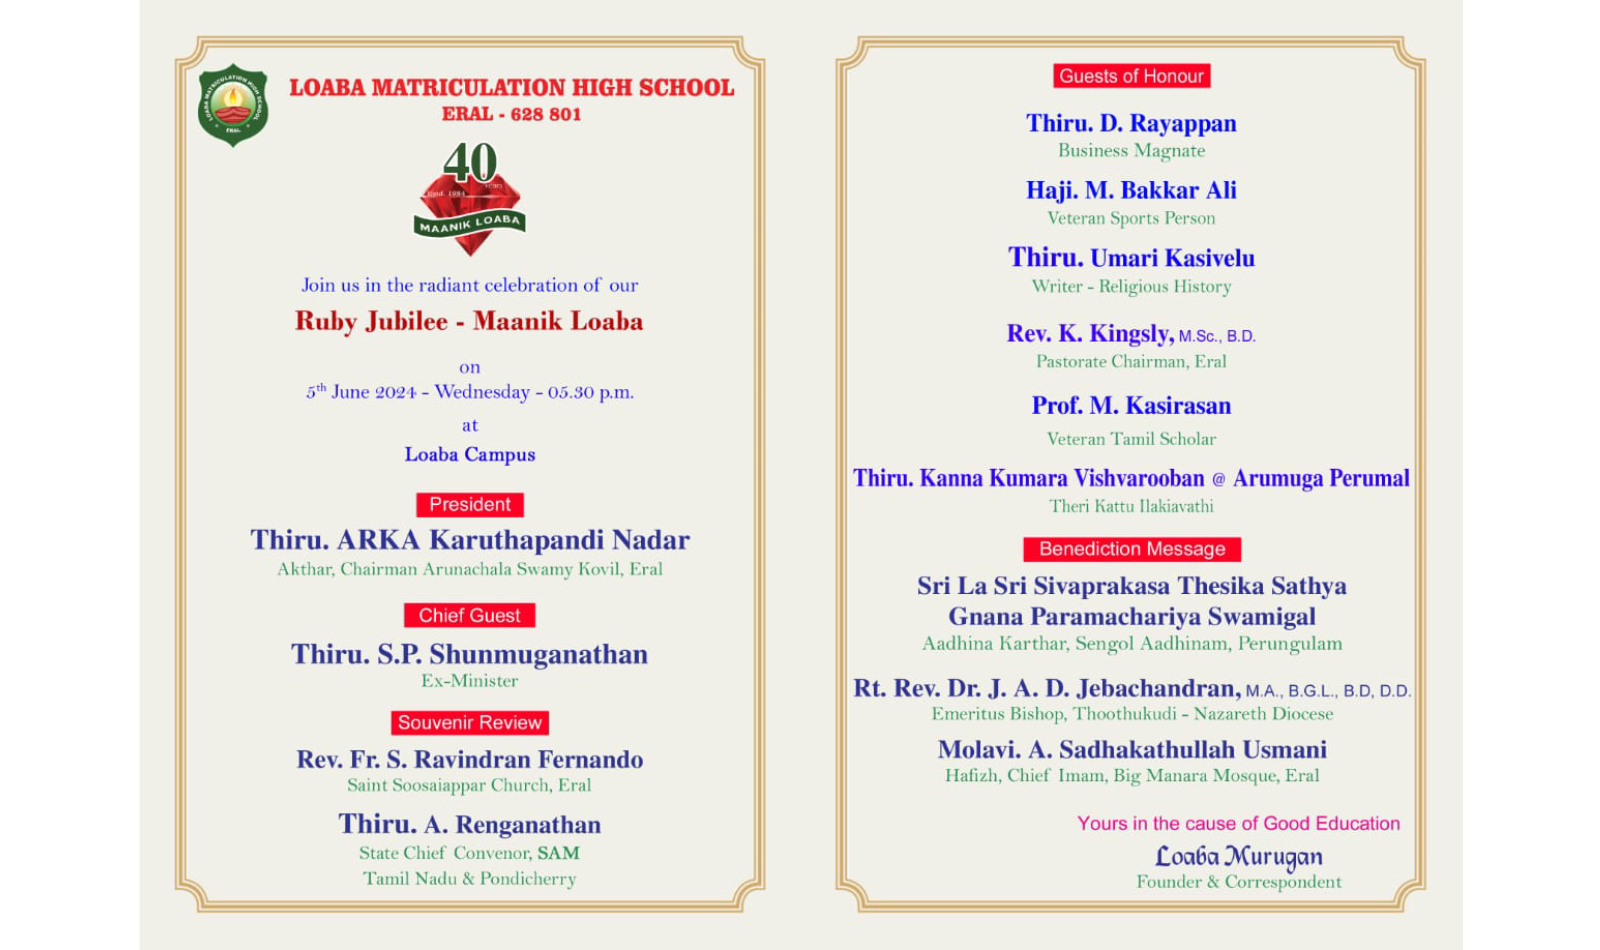 LOABA MATRICULATION HIGH SCHOOL
ERAL - 628 801
LOABA MATRICULATION HIGH SCHOOL
ERAL
40
Estd. 1984
YEARS
MAANIK LOABA
Join us in the radiant celebration of our
Ruby Jubilee - Maanik Loaba
on
5th June 2024 - Wednesday - 05.30 p.m.
at
Loaba Campus
President
Thiru. ARKA Karuthapandi Nadar
Akthar, Chairman Arunachala Swamy Kovil, Eral
Chief Guest
Thiru. S.P. Shunmuganathan
Ex-Minister
Souvenir Review
Rev. Fr. S. Ravindran Fernando
Saint Soosaiappar Church, Eral
Thiru. A. Renganathan
State Chief Convenor, SAM
Tamil Nadu & Pondicherry
Guests of Honour
Thiru. D. Rayappan
Business Magnate
Haji. M. Bakkar Ali
Veteran Sports Person
Thiru. Umari Kasivelu
Writer - Religious History
Rev. K. Kingsly, M.Sc., B.D.
Pastorate Chairman, Eral
Prof. M. Kasirasan
Veteran Tamil Scholar
Thiru. Kanna Kumara Vishvarooban @ Arumuga Perumal
Theri Kattu Ilakiavathi
Benediction Message
Sri La Sri Sivaprakasa Thesika Sathya
Gnana Paramachariya Swamigal
Aadhina Karthar, Sengol Aadhinam, Perungulam
Rt. Rev. Dr. J. A. D. Jebachandran, M.A., B.G.L., B.D, D.D.
Emeritus Bishop, Thoothukudi - Nazareth Diocese
Molavi. A. Sadhakathullah Usmani
Hafizh, Chief Imam, Big Manara Mosque, Eral
Yours in the cause of Good Education
Loaba Murugan
Founder & Correspondent